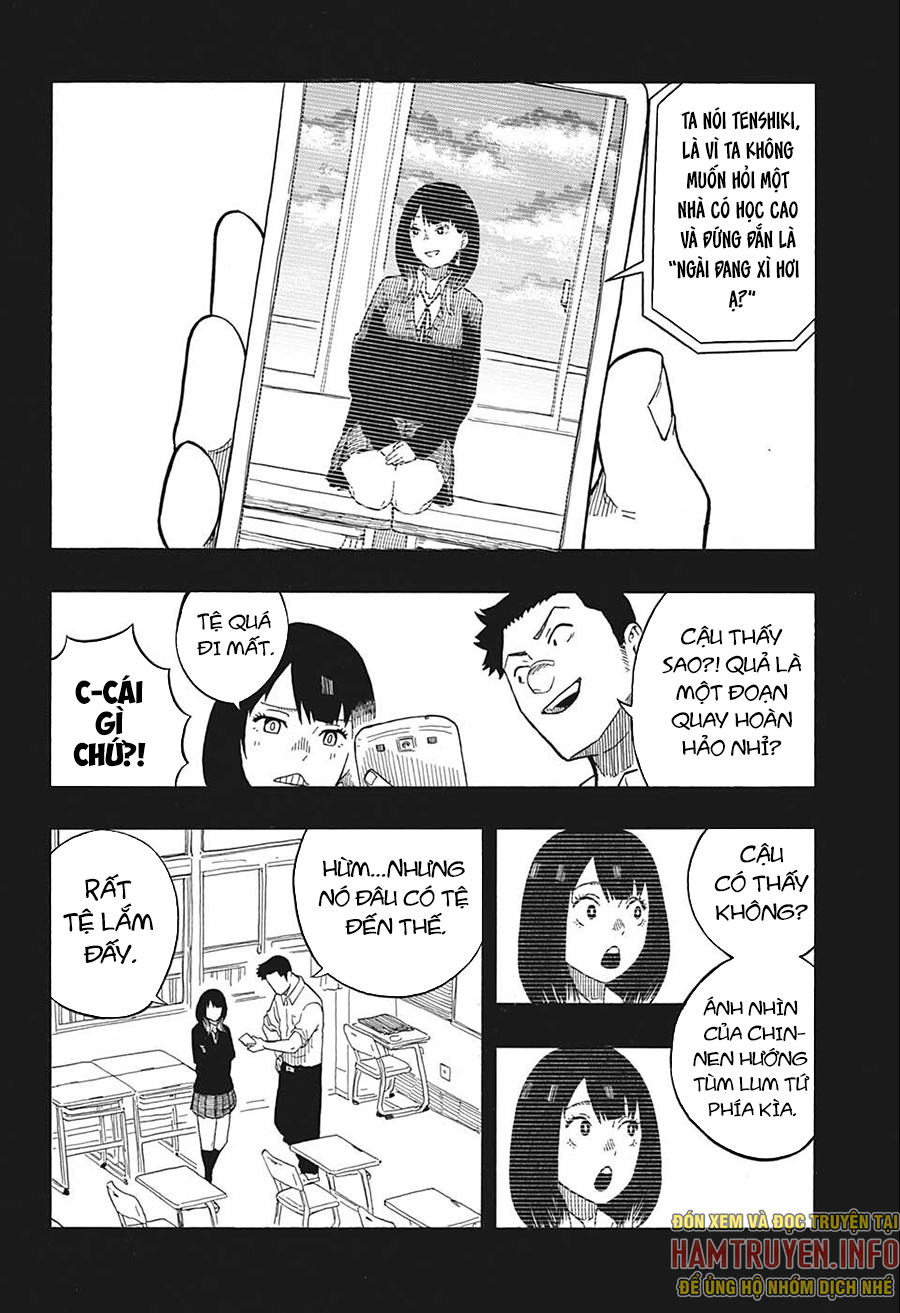 TA NÓI TENSHIKI,
LÀ VÌ TA KHÔNG
MUỐN HỎI MỘT
NHÀ CÓ HỌC CAO
VÀ ĐỨNG ĐẮN LÀ
"NGÀI ĐANG XÌ HƠI
Ạ?"
CẬU THẤY
SAO?! QUẢ LÀ
MỘT ĐOẠN
QUAY HOÀN
HẢO NHỈ?
TỆ QUÁ
ĐI MẤT.
C-CÁI
GÌ
CHỨ?!
CẬU
CÓ THẤY
KHÔNG?
ÁNH NHÌN
CỦA CHIN-
NEN HƯỚNG
TÙM LUM TỨ
PHÍA KÌA.
HỪM...NHƯNG
NÓ ĐÂU CÓ TỆ
ĐẾN THẾ.
RẤT
TỆ LẮM
ĐẤY.
ĐÓN XEM VÀ ĐỌC TRUYỆN TẠI
HAMTRUYEN.INFO
ĐỂ ỦNG HỘ NHÓM DỊCH NHÉ